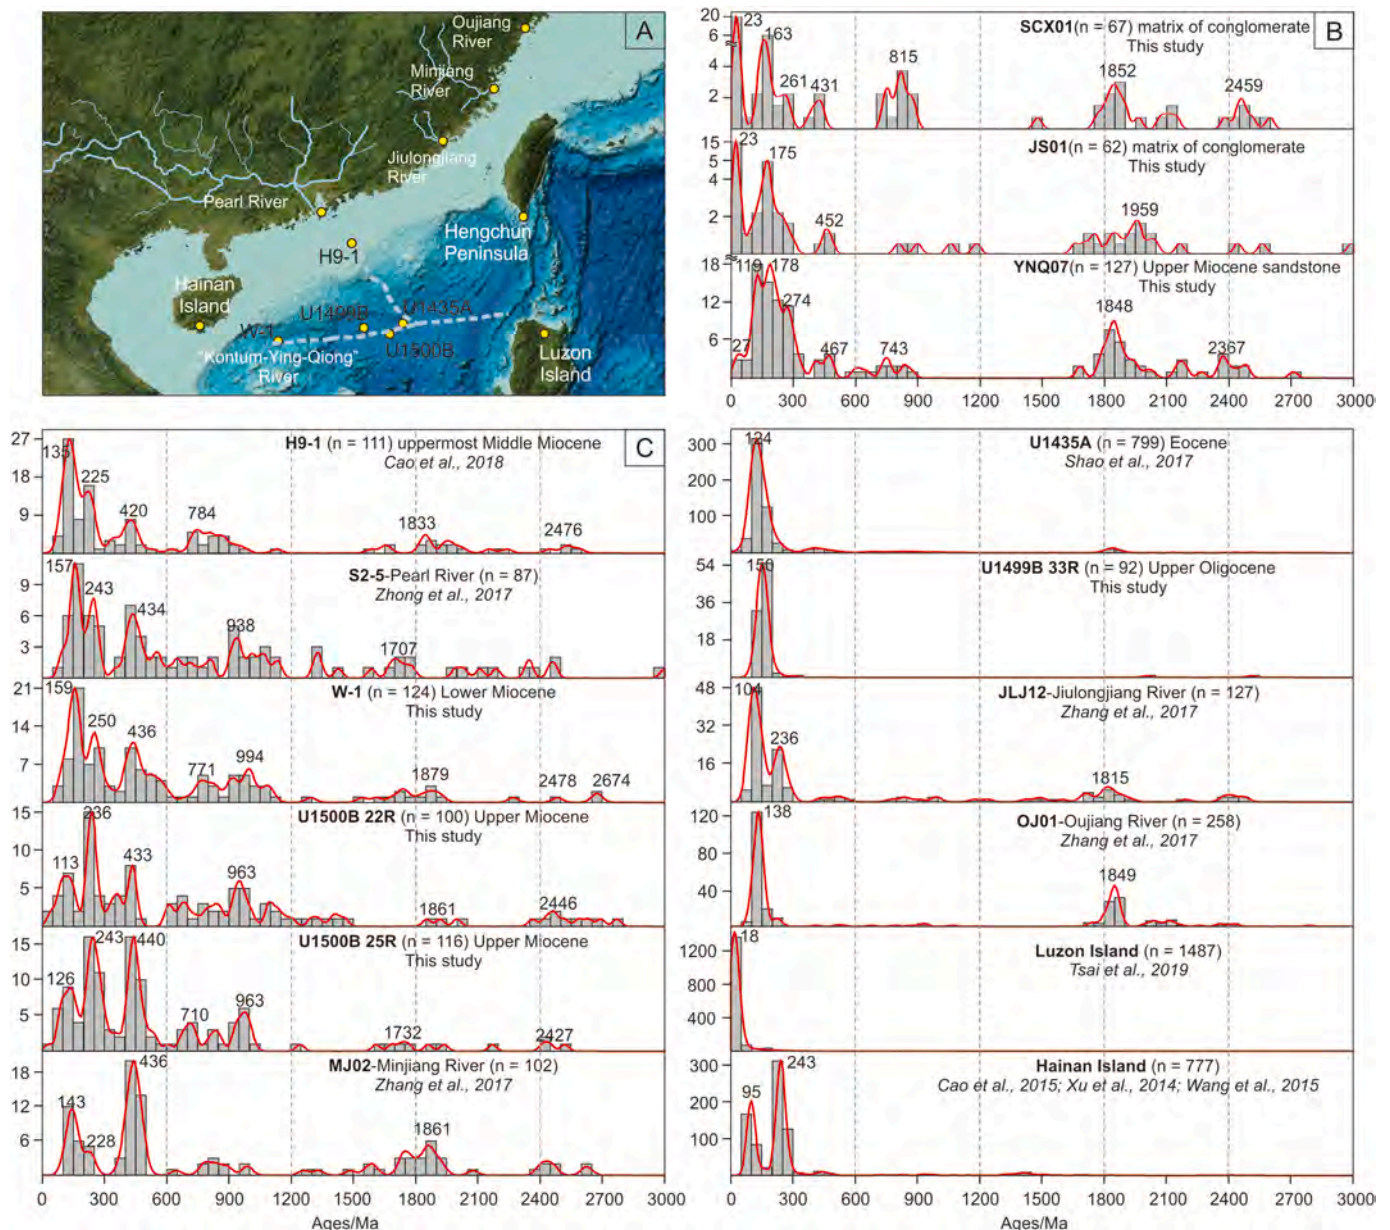 A
Oujiang
River
Minjiang
River
Jiulongjiang
River
Pearl River
H9-1
Hengchun
Peninsula
Hainan
Island
U1499B
U1435A
W-1
U1500B
"Kontum-Ying-Qiong"
River
Luzon
Island
B
SCX01(n = 67) matrix of conglomerate
This study
20
6
4
2
23
163
261
431
815
1852
2459
JS01(n = 62) matrix of conglomerate
This study
15
5
4
2
23
175
452
1959
YNQ07(n = 127) Upper Miocene sandstone
This study
18
12
6
27
119
178
274
467
743
1848
2367
0 300 600 900 1200 1500 1800 2100 2400 2700 3000
C
H9-1 (n = 111) uppermost Middle Miocene
Cao et al., 2018
27
18
9
135
225
420
784
1833
2476
S2-5-Pearl River (n = 87)
Zhong et al., 2017
9
6
3
157
243
434
938
1707
W-1 (n = 124) Lower Miocene
This study
21
14
7
159
250
436
771
994
1879
2478
2674
U1500B 22R (n = 100) Upper Miocene
This study
15
10
5
113
236
433
963
1861
2446
U1500B 25R (n = 116) Upper Miocene
This study
15
10
5
126
243
440
710
963
1732
2427
MJ02-Minjiang River (n = 102)
Zhang et al., 2017
18
12
6
143
228
436
1861
0 300 600 900 1200 1500 1800 2100 2400 2700 3000
Ages/Ma
U1435A (n = 799) Eocene
Shao et al., 2017
300
200
100
124
U1499B 33R (n = 92) Upper Oligocene
This study
54
36
18
150
JLJ12-Jiulongjiang River (n = 127)
Zhang et al., 2017
48
32
16
104
236
1815
OJ01-Oujiang River (n = 258)
Zhang et al., 2017
120
80
40
138
1849
Luzon Island (n = 1487)
Tsai et al., 2019
1200
800
400
18
Hainan Island (n = 777)
Cao et al., 2015; Xu et al., 2014; Wang et al., 2015
300
200
100
95
243
0 300 600 900 1200 1500 1800 2100 2400 2700 3000
Ages/Ma